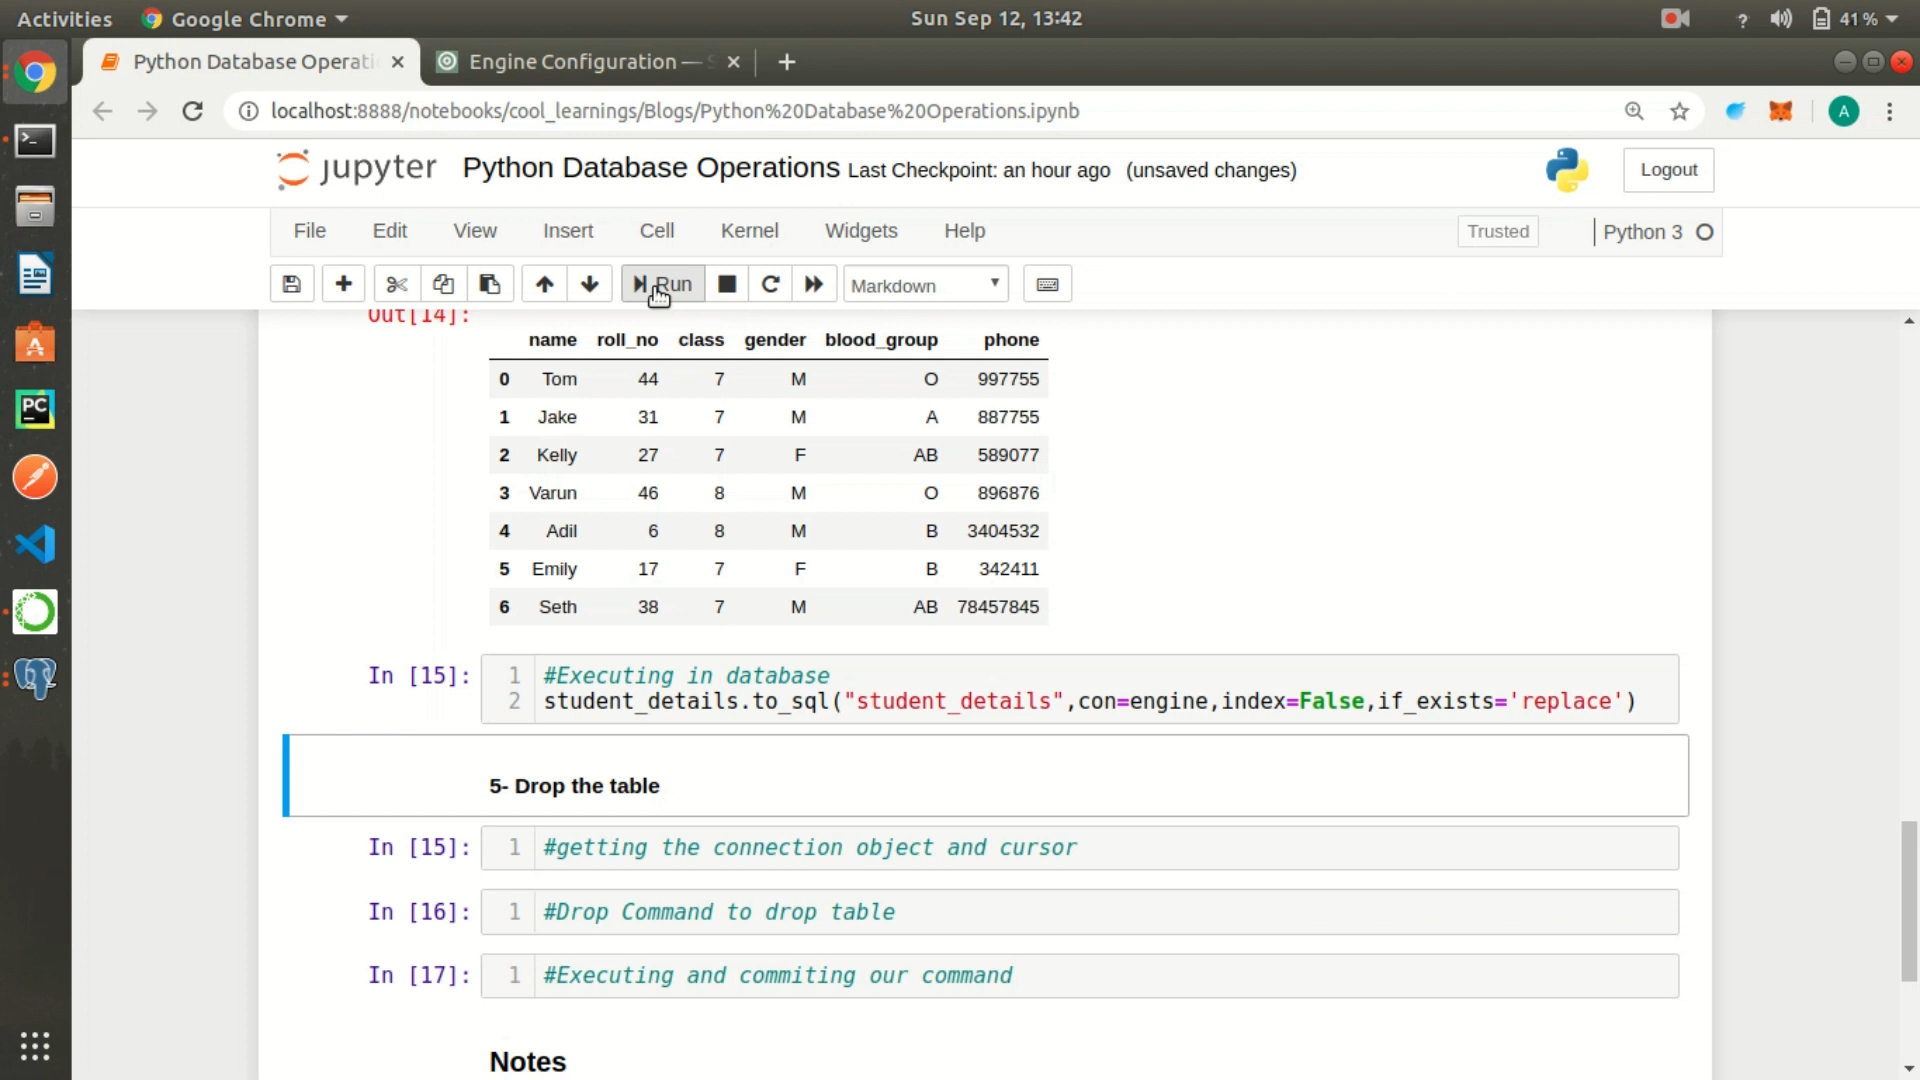 Activities Google Chrome Sun Sep 12, 13:42 ? 41 %
Python Database Operati Engine Configuration —
localhost:8888/notebooks/cool_learnings/Blogs/Python%20Database%20Operations.ipynb A
jupyter Python Database Operations Last Checkpoint: an hour ago (unsaved changes) Logout
File Edit View Insert Cell Kernel Widgets Help Trusted Python 3
Run Markdown
Out[14]:
name roll_no class gender blood_group phone
0 Tom 44 7 M O 997755
1 Jake 31 7 M A 887755
2 Kelly 27 7 F AB 589077
3 Varun 46 8 M O 896876
4 Adil 6 8 M B 3404532
5 Emily 17 7 F B 342411
6 Seth 38 7 M AB 78457845
In [15]: 1 #Executing in database
2 student_details.to_sql("student_details",con=engine,index=False,if_exists='replace')
5- Drop the table
In [15]: 1 #getting the connection object and cursor
In [16]: 1 #Drop Command to drop table
In [17]: 1 #Executing and commiting our command
Notes
PC